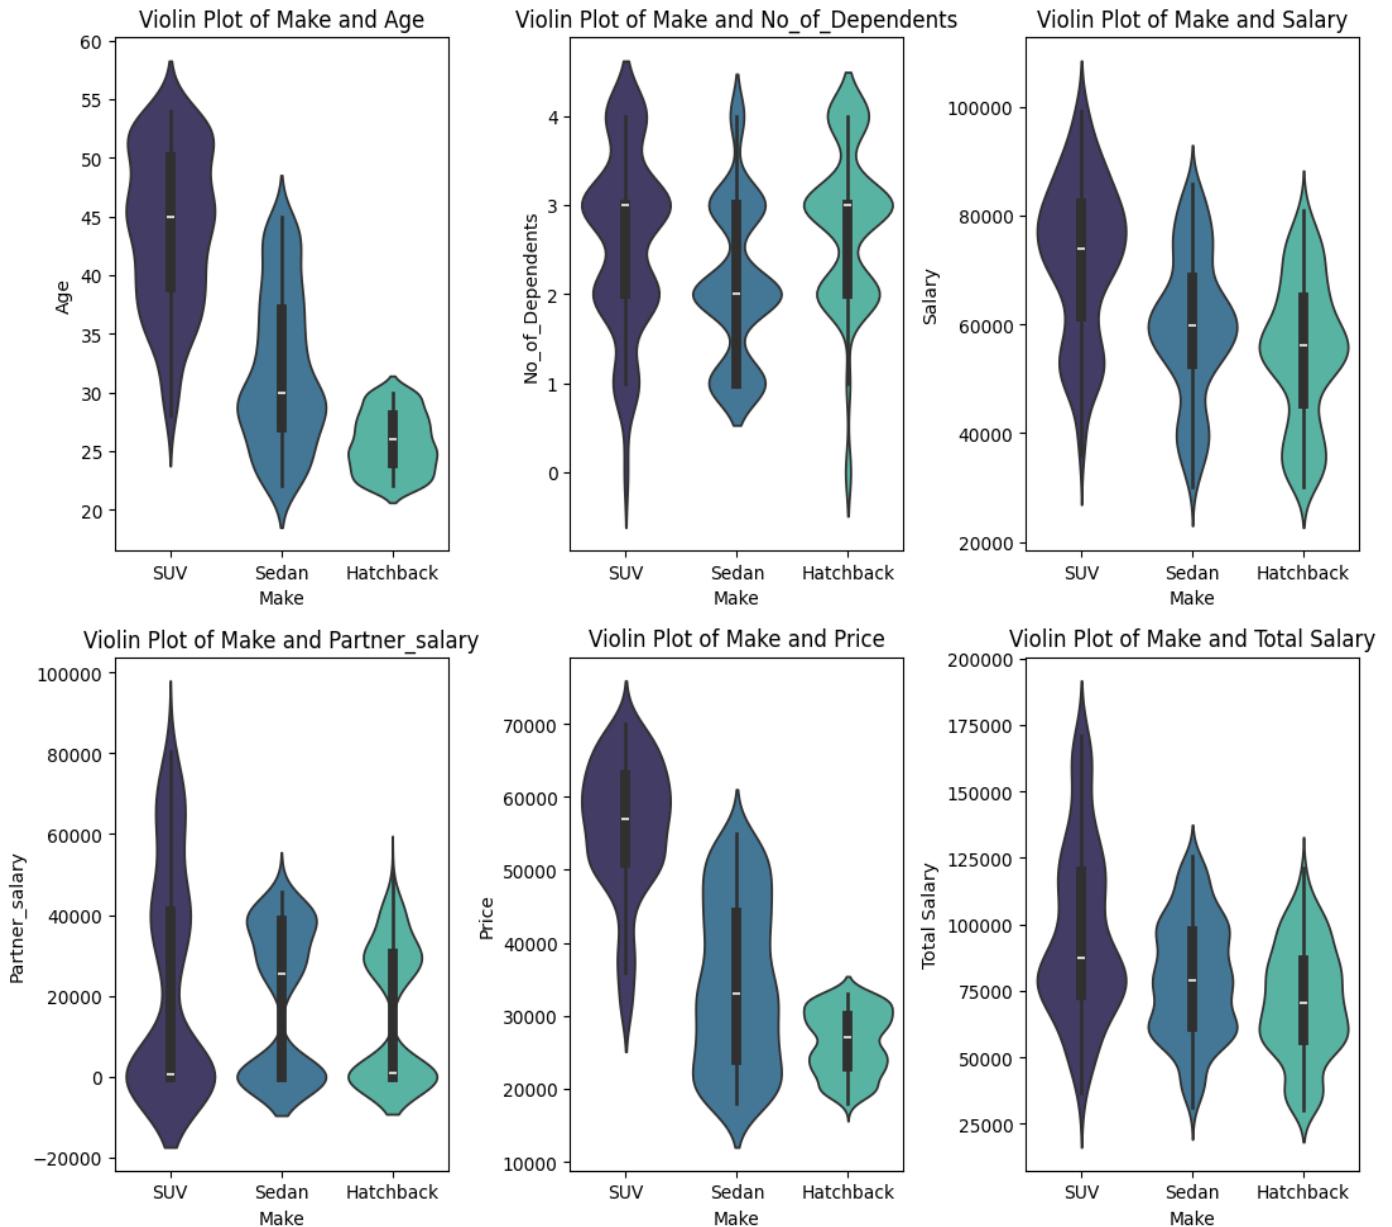 Violin Plot of Make and Age
60
55
50
45
40
35
30
25
20
Age
SUV
Sedan
Hatchback
Make
Violin Plot of Make and No_of_Dependents
4
3
2
1
0
No_of_Dependents
SUV
Sedan
Hatchback
Make
Violin Plot of Make and Salary
100000
80000
60000
40000
20000
Salary
SUV
Sedan
Hatchback
Make
Violin Plot of Make and Partner_salary
100000
80000
60000
40000
20000
0
−20000
Partner_salary
SUV
Sedan
Hatchback
Make
Violin Plot of Make and Price
70000
60000
50000
40000
30000
20000
10000
Price
SUV
Sedan
Hatchback
Make
Violin Plot of Make and Total Salary
200000
175000
150000
125000
100000
75000
50000
25000
Total Salary
SUV
Sedan
Hatchback
Make